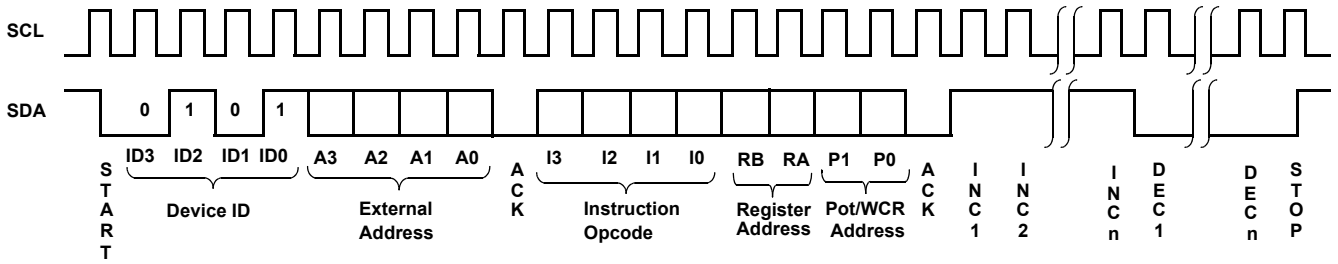 SCL
SDA
0 1 0 1
ID3 ID2 ID1 ID0 A3 A2 A1 A0 ACK I3 I2 I1 I0 RB RA P1 P0 ACK INC1 INC2 INCn DEC1 DECn STOP
START
Device ID
External
Address
Instruction
Opcode
Register
Address
Pot/WCR
Address